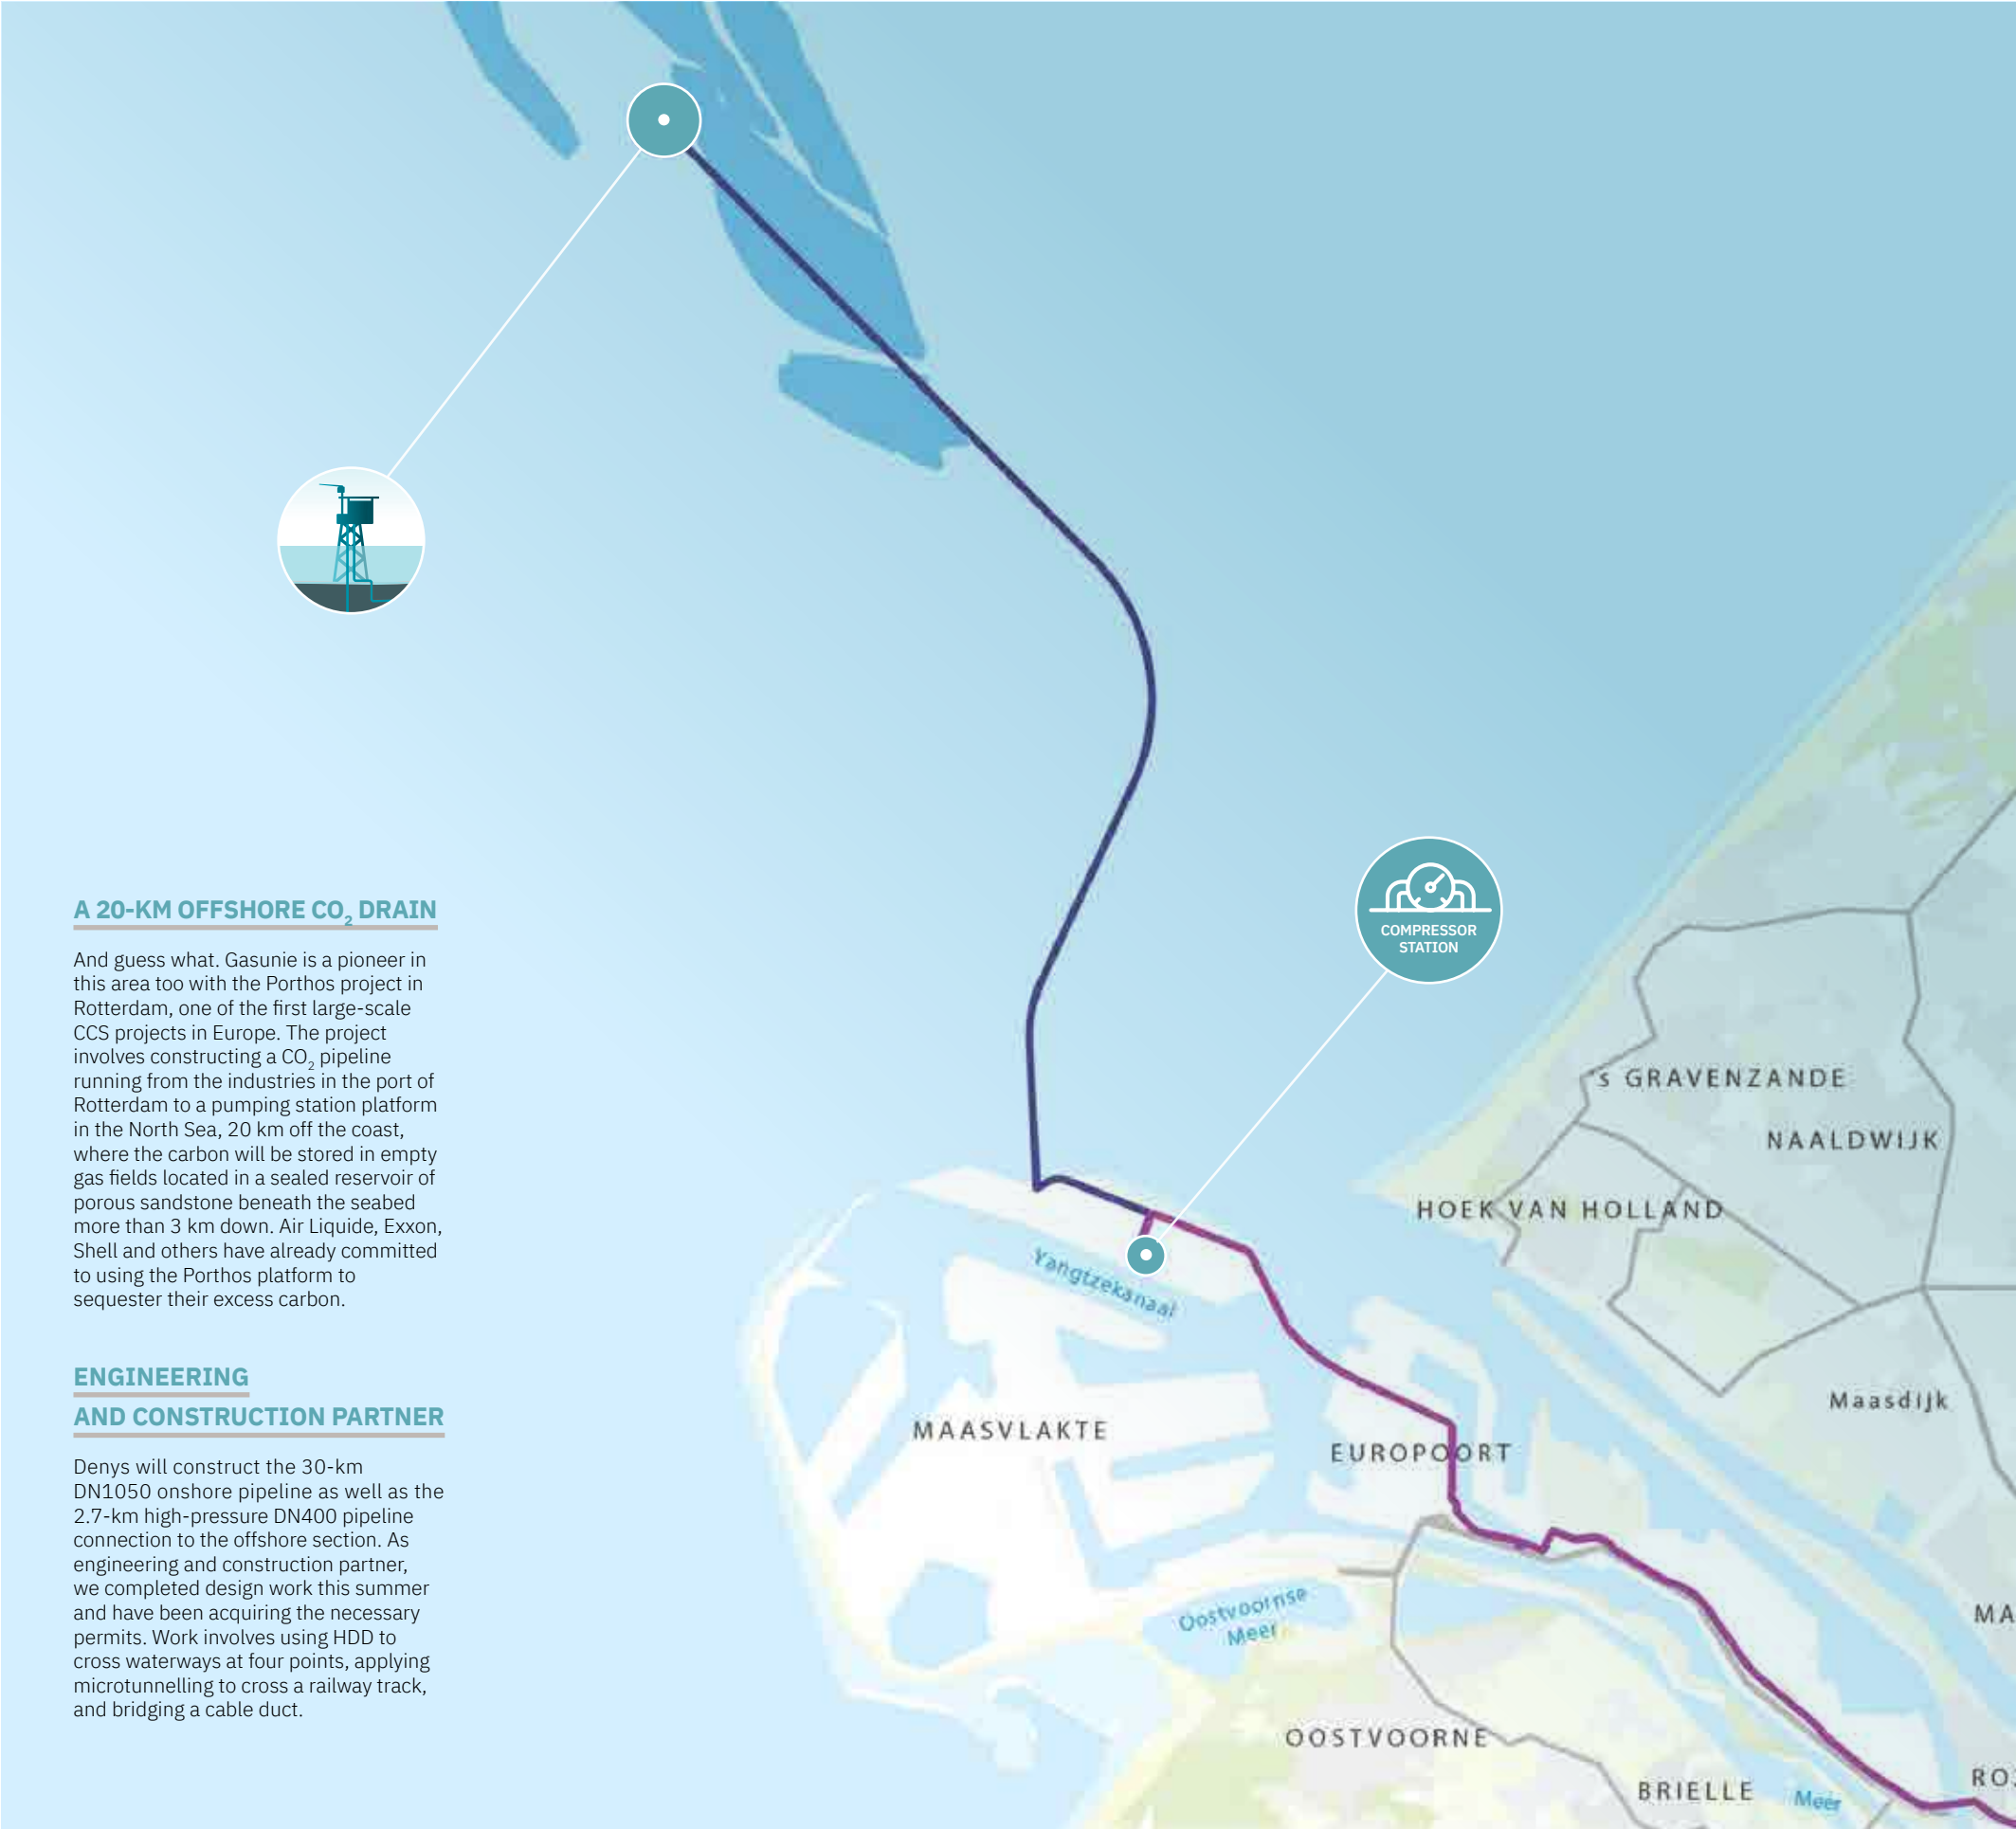 A 20-KM OFFSHORE CO₂ DRAIN
And guess what. Gasunie is a pioneer in
this area too with the Porthos project in
Rotterdam, one of the first large-scale
CCS projects in Europe. The project
involves constructing a CO₂ pipeline
running from the industries in the port of
Rotterdam to a pumping station platform
in the North Sea, 20 km off the coast,
where the carbon will be stored in empty
gas fields located in a sealed reservoir of
porous sandstone beneath the seabed
more than 3 km down. Air Liquide, Exxon,
Shell and others have already committed
to using the Porthos platform to
sequester their excess carbon.
ENGINEERING
AND CONSTRUCTION PARTNER
Denys will construct the 30-km
DN1050 onshore pipeline as well as the
2.7-km high-pressure DN400 pipeline
connection to the offshore section. As
engineering and construction partner,
we completed design work this summer
and have been acquiring the necessary
permits. Work involves using HDD to
cross waterways at four points, applying
microtunnelling to cross a railway track,
and bridging a cable duct.
COMPRESSOR
STATION
's GRAVENZANDE
NAALDWIJK
HOEK VAN HOLLAND
Yangtzekanaal
Maasdijk
MAASVLAKTE
EUROPOORT
Oostvoornse
Meer
MA
OOSTVOORNE
BRIELLE
Meer
RO